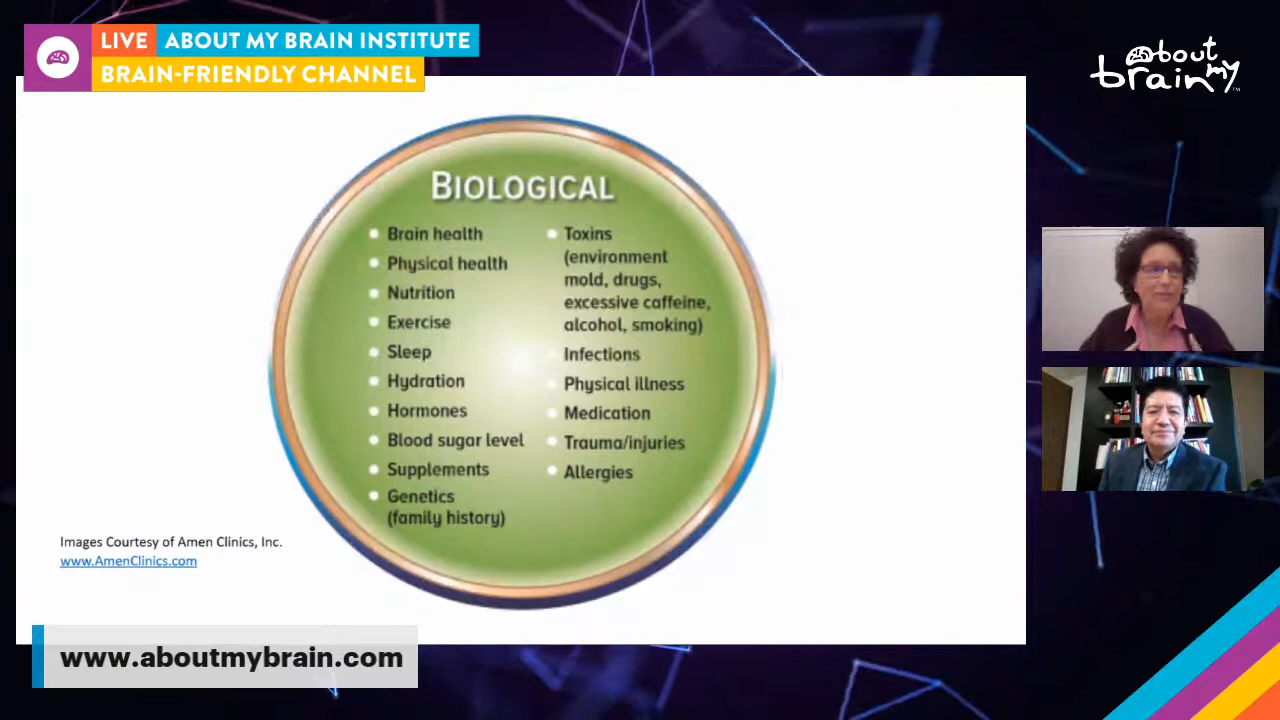 LIVE ABOUT MY BRAIN INSTITUTE
BRAIN-FRIENDLY CHANNEL
about
my
brain™
BIOLOGICAL
Brain health
Physical health
Nutrition
Exercise
Sleep
Hydration
Hormones
Blood sugar level
Supplements
Genetics
(family history)
Toxins
(environment
mold, drugs,
excessive caffeine,
alcohol, smoking)
Infections
Physical illness
Medication
Trauma/injuries
Allergies
Images Courtesy of Amen Clinics, Inc.
www.AmenClinics.com
www.aboutmybrain.com